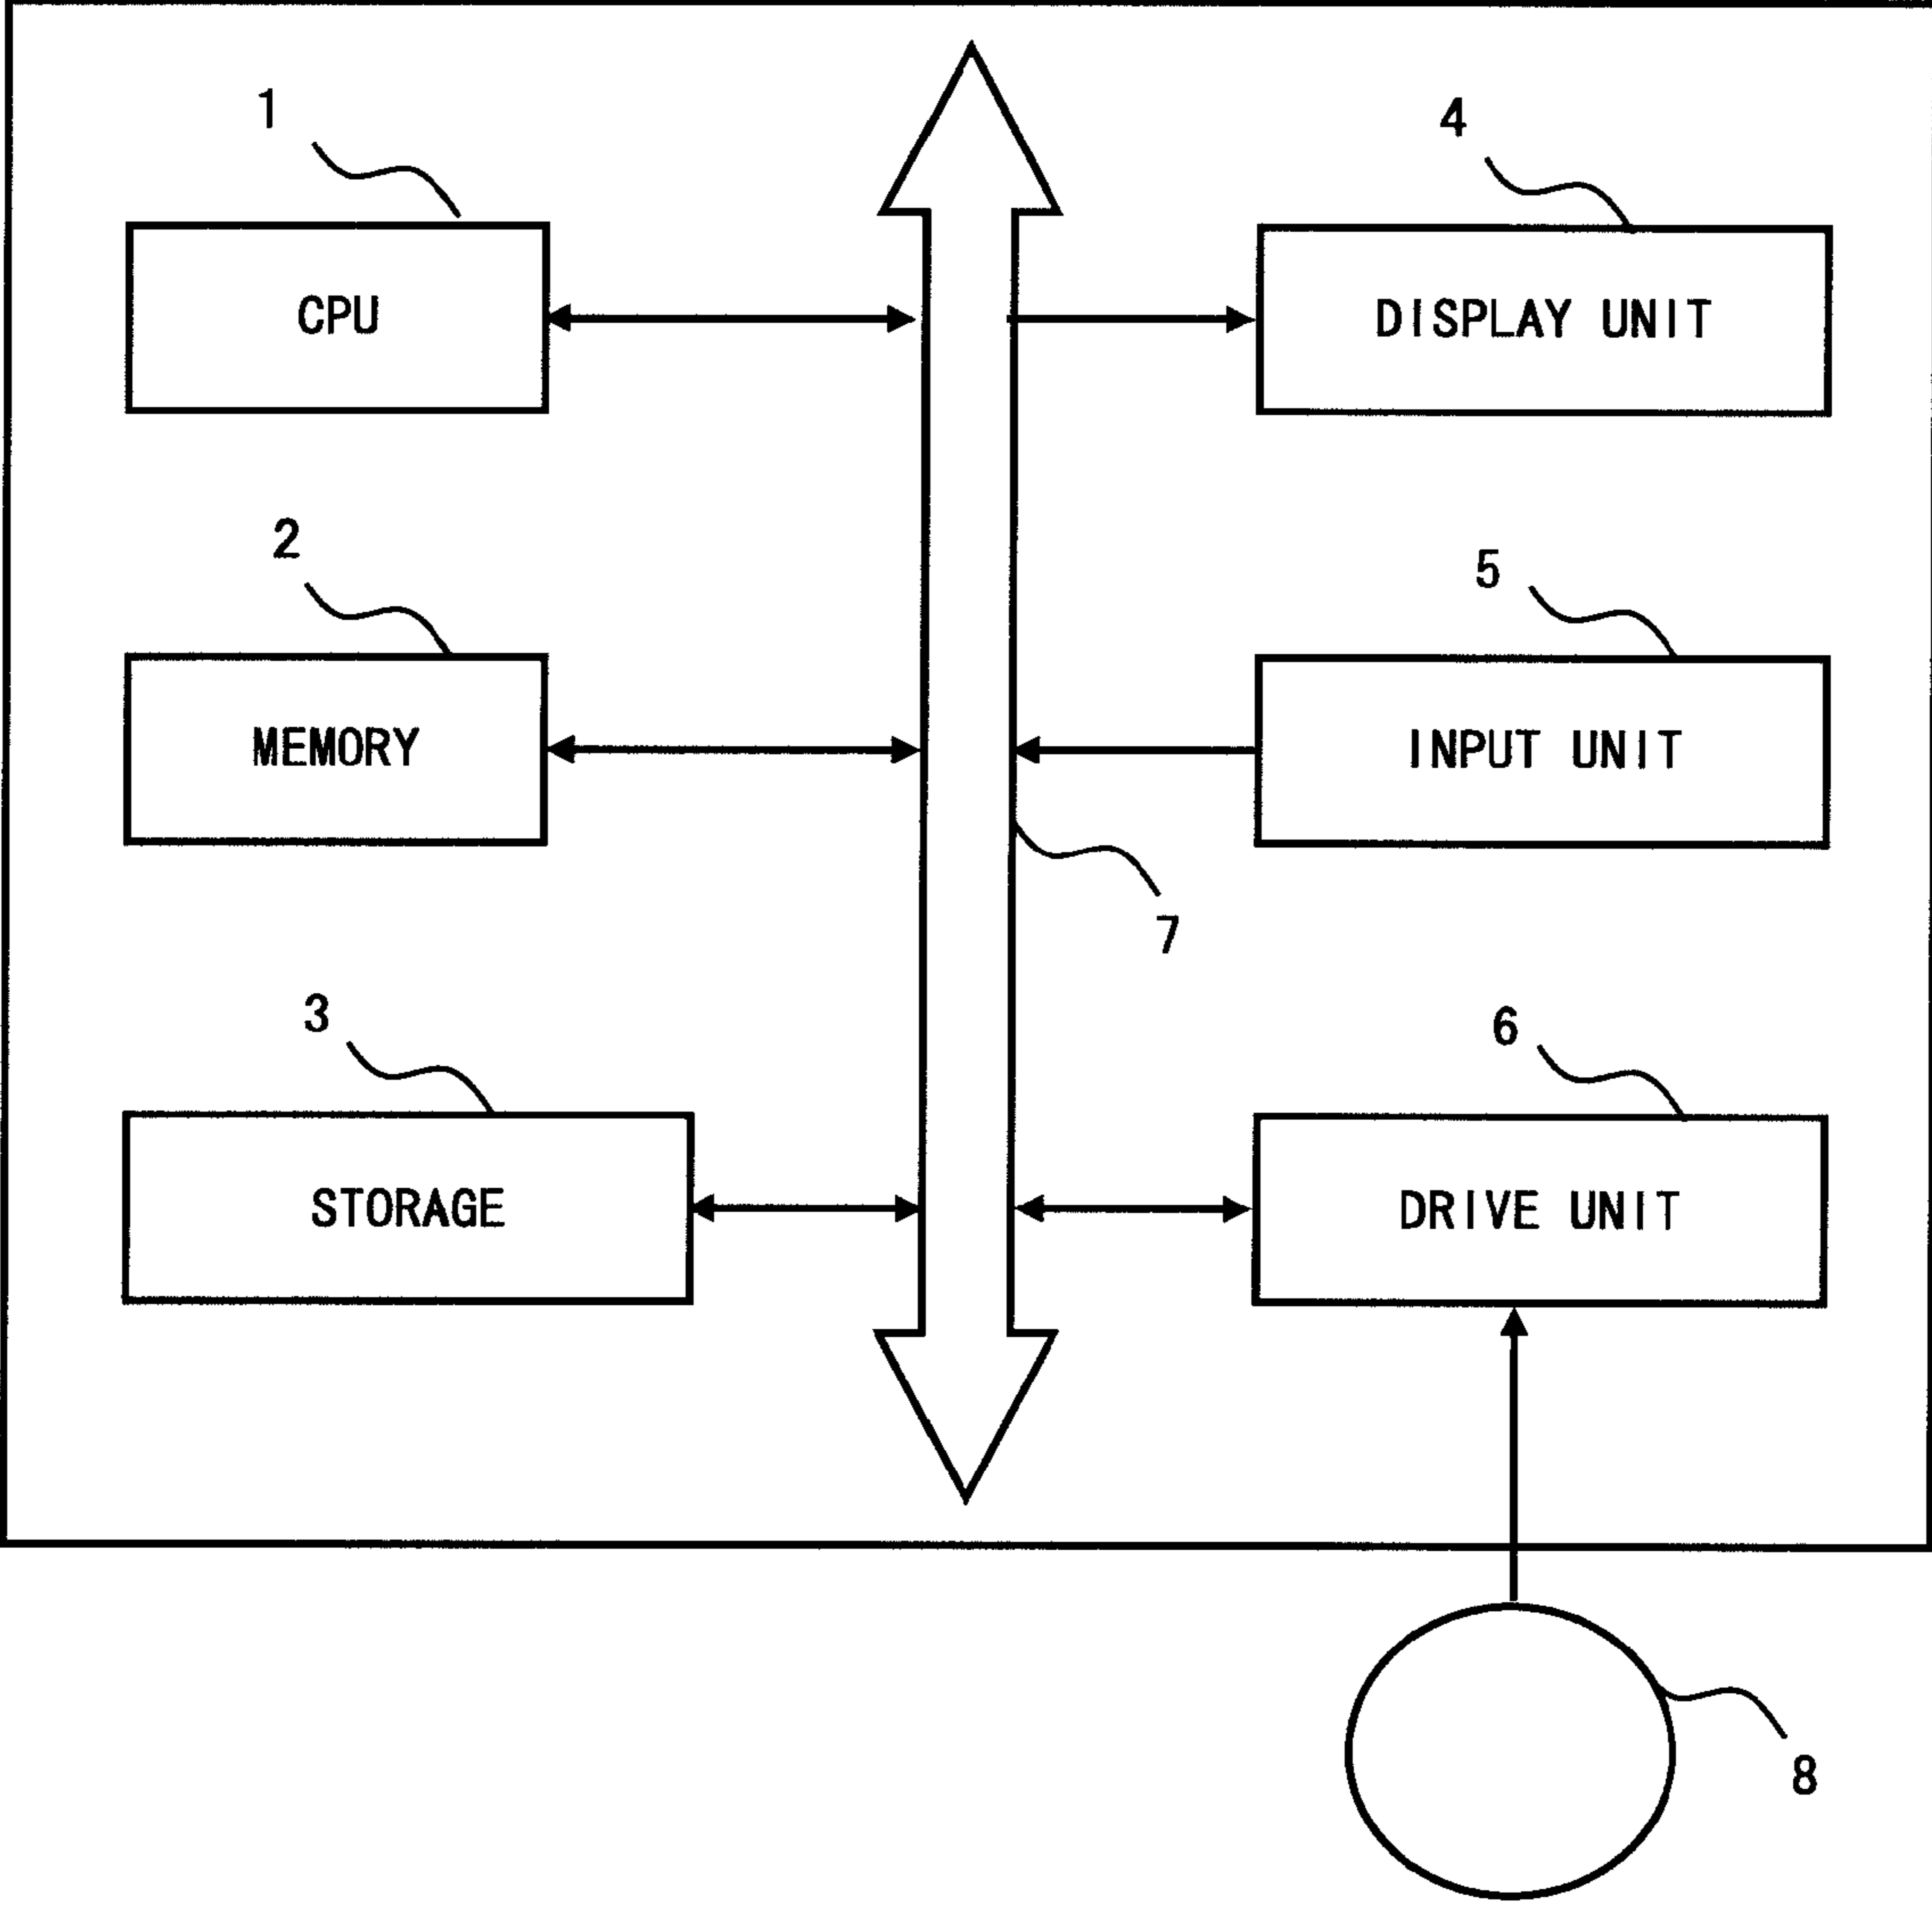 1
CPU
4
DISPLAY UNIT
2
MEMORY
5
INPUT UNIT
7
3
STORAGE
6
DRIVE UNIT
8